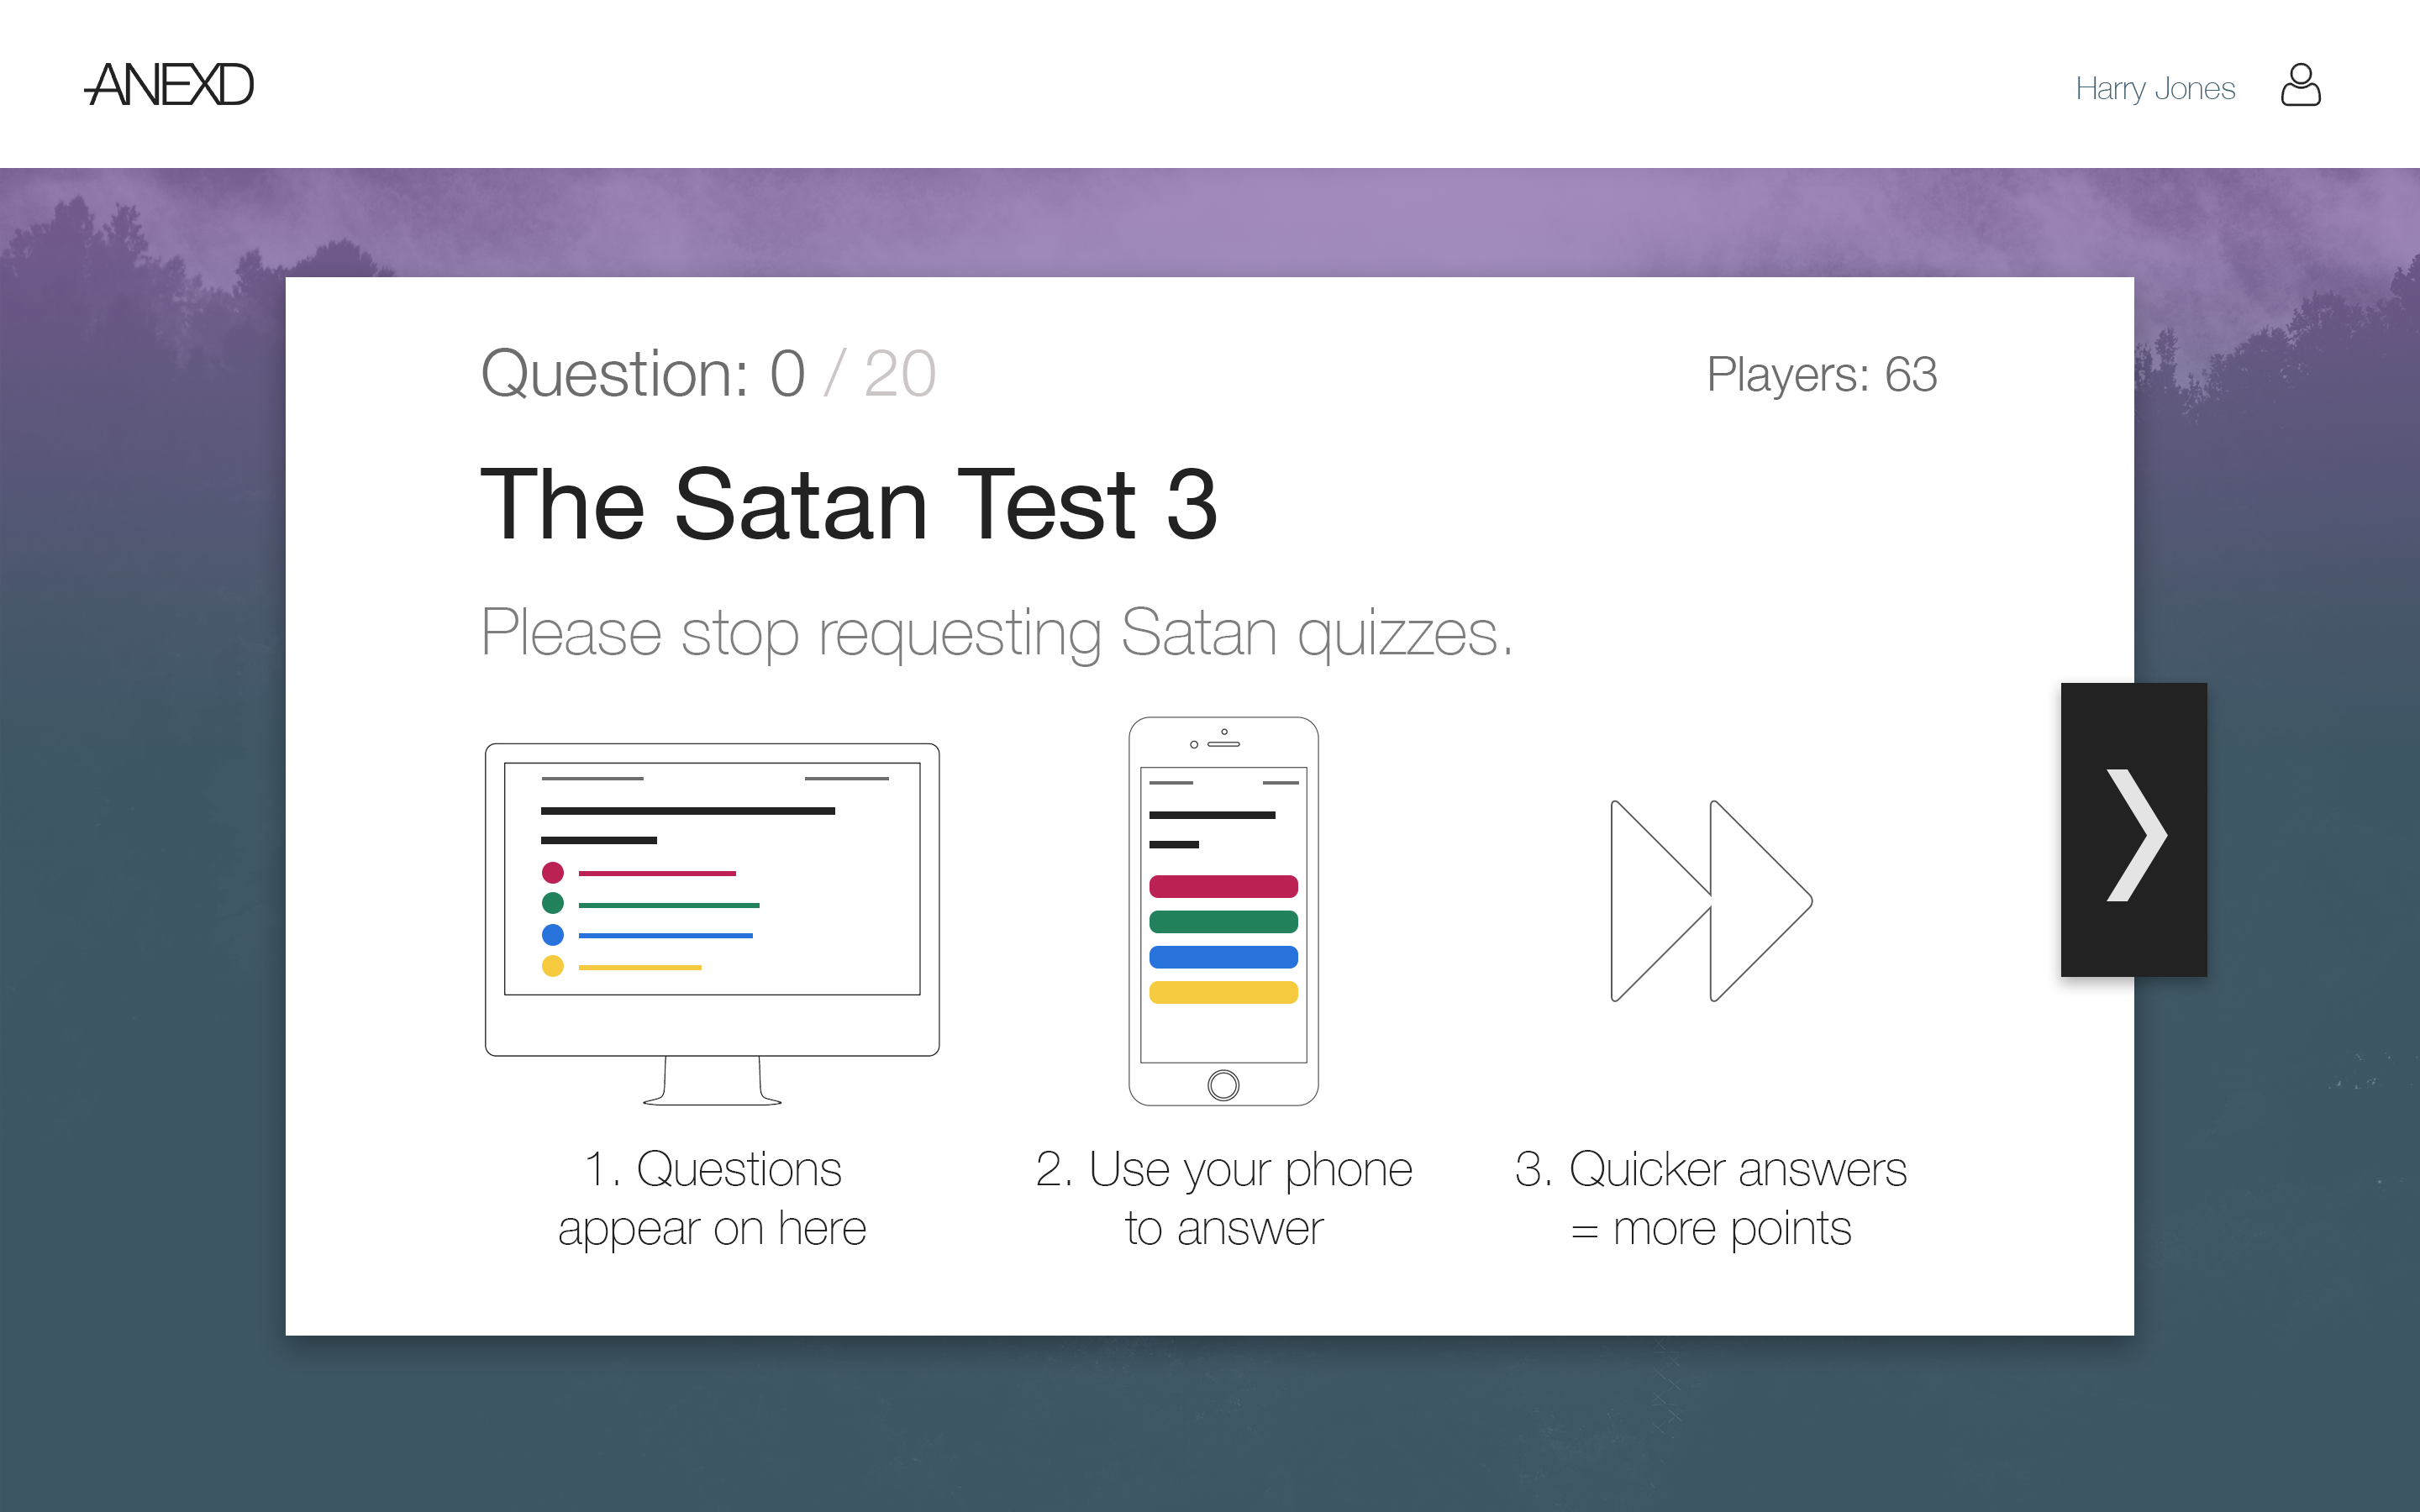 ANEXD
Harry Jones
Question: 0 / 20
Players: 63
The Satan Test 3
Please stop requesting Satan quizzes.
1. Questions
appear on here
2. Use your phone
to answer
3. Quicker answers
= more points